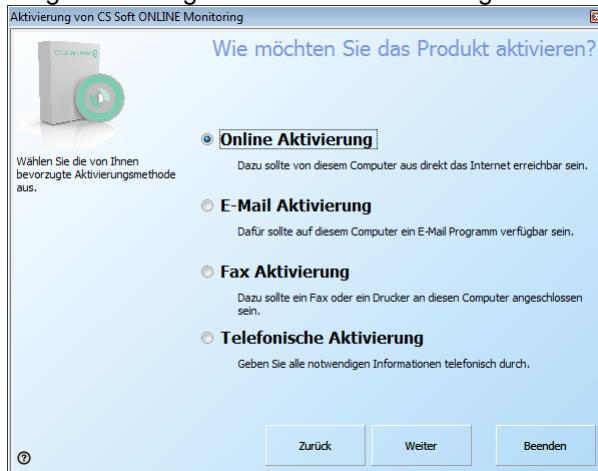 Aktivierung von CS Soft ONLINE Monitoring
Wie möchten Sie das Produkt aktivieren?
Wählen Sie die von Ihnen
bevorzugte Aktivierungsmethode
aus.
Online Aktivierung
Dazu sollte von diesem Computer aus direkt das Internet erreichbar sein.
E-Mail Aktivierung
Dafür sollte auf diesem Computer ein E-Mail Programm verfügbar sein.
Fax Aktivierung
Dazu sollte ein Fax oder ein Drucker an diesen Computer angeschlossen
sein.
Telefonische Aktivierung
Geben Sie alle notwendigen Informationen telefonisch durch.
Zurück
Weiter
Beenden